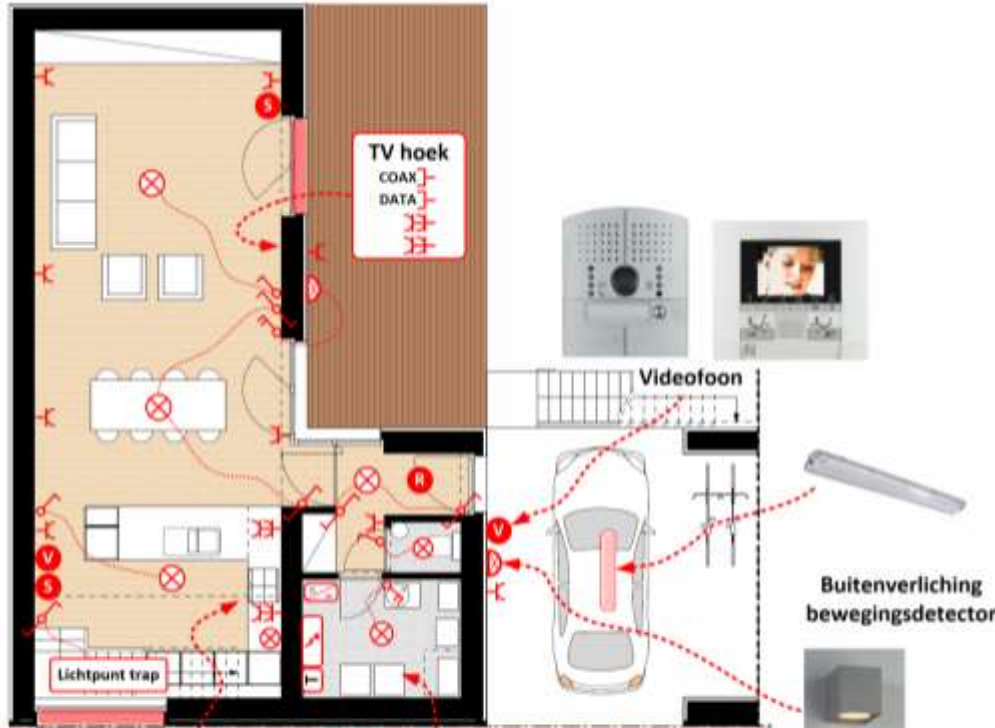 S
TV hoek
COAX
DATA
Videofoon
R
V
V
S
Buitenverliching
bewegingsdetector
Lichtpunt trap
T